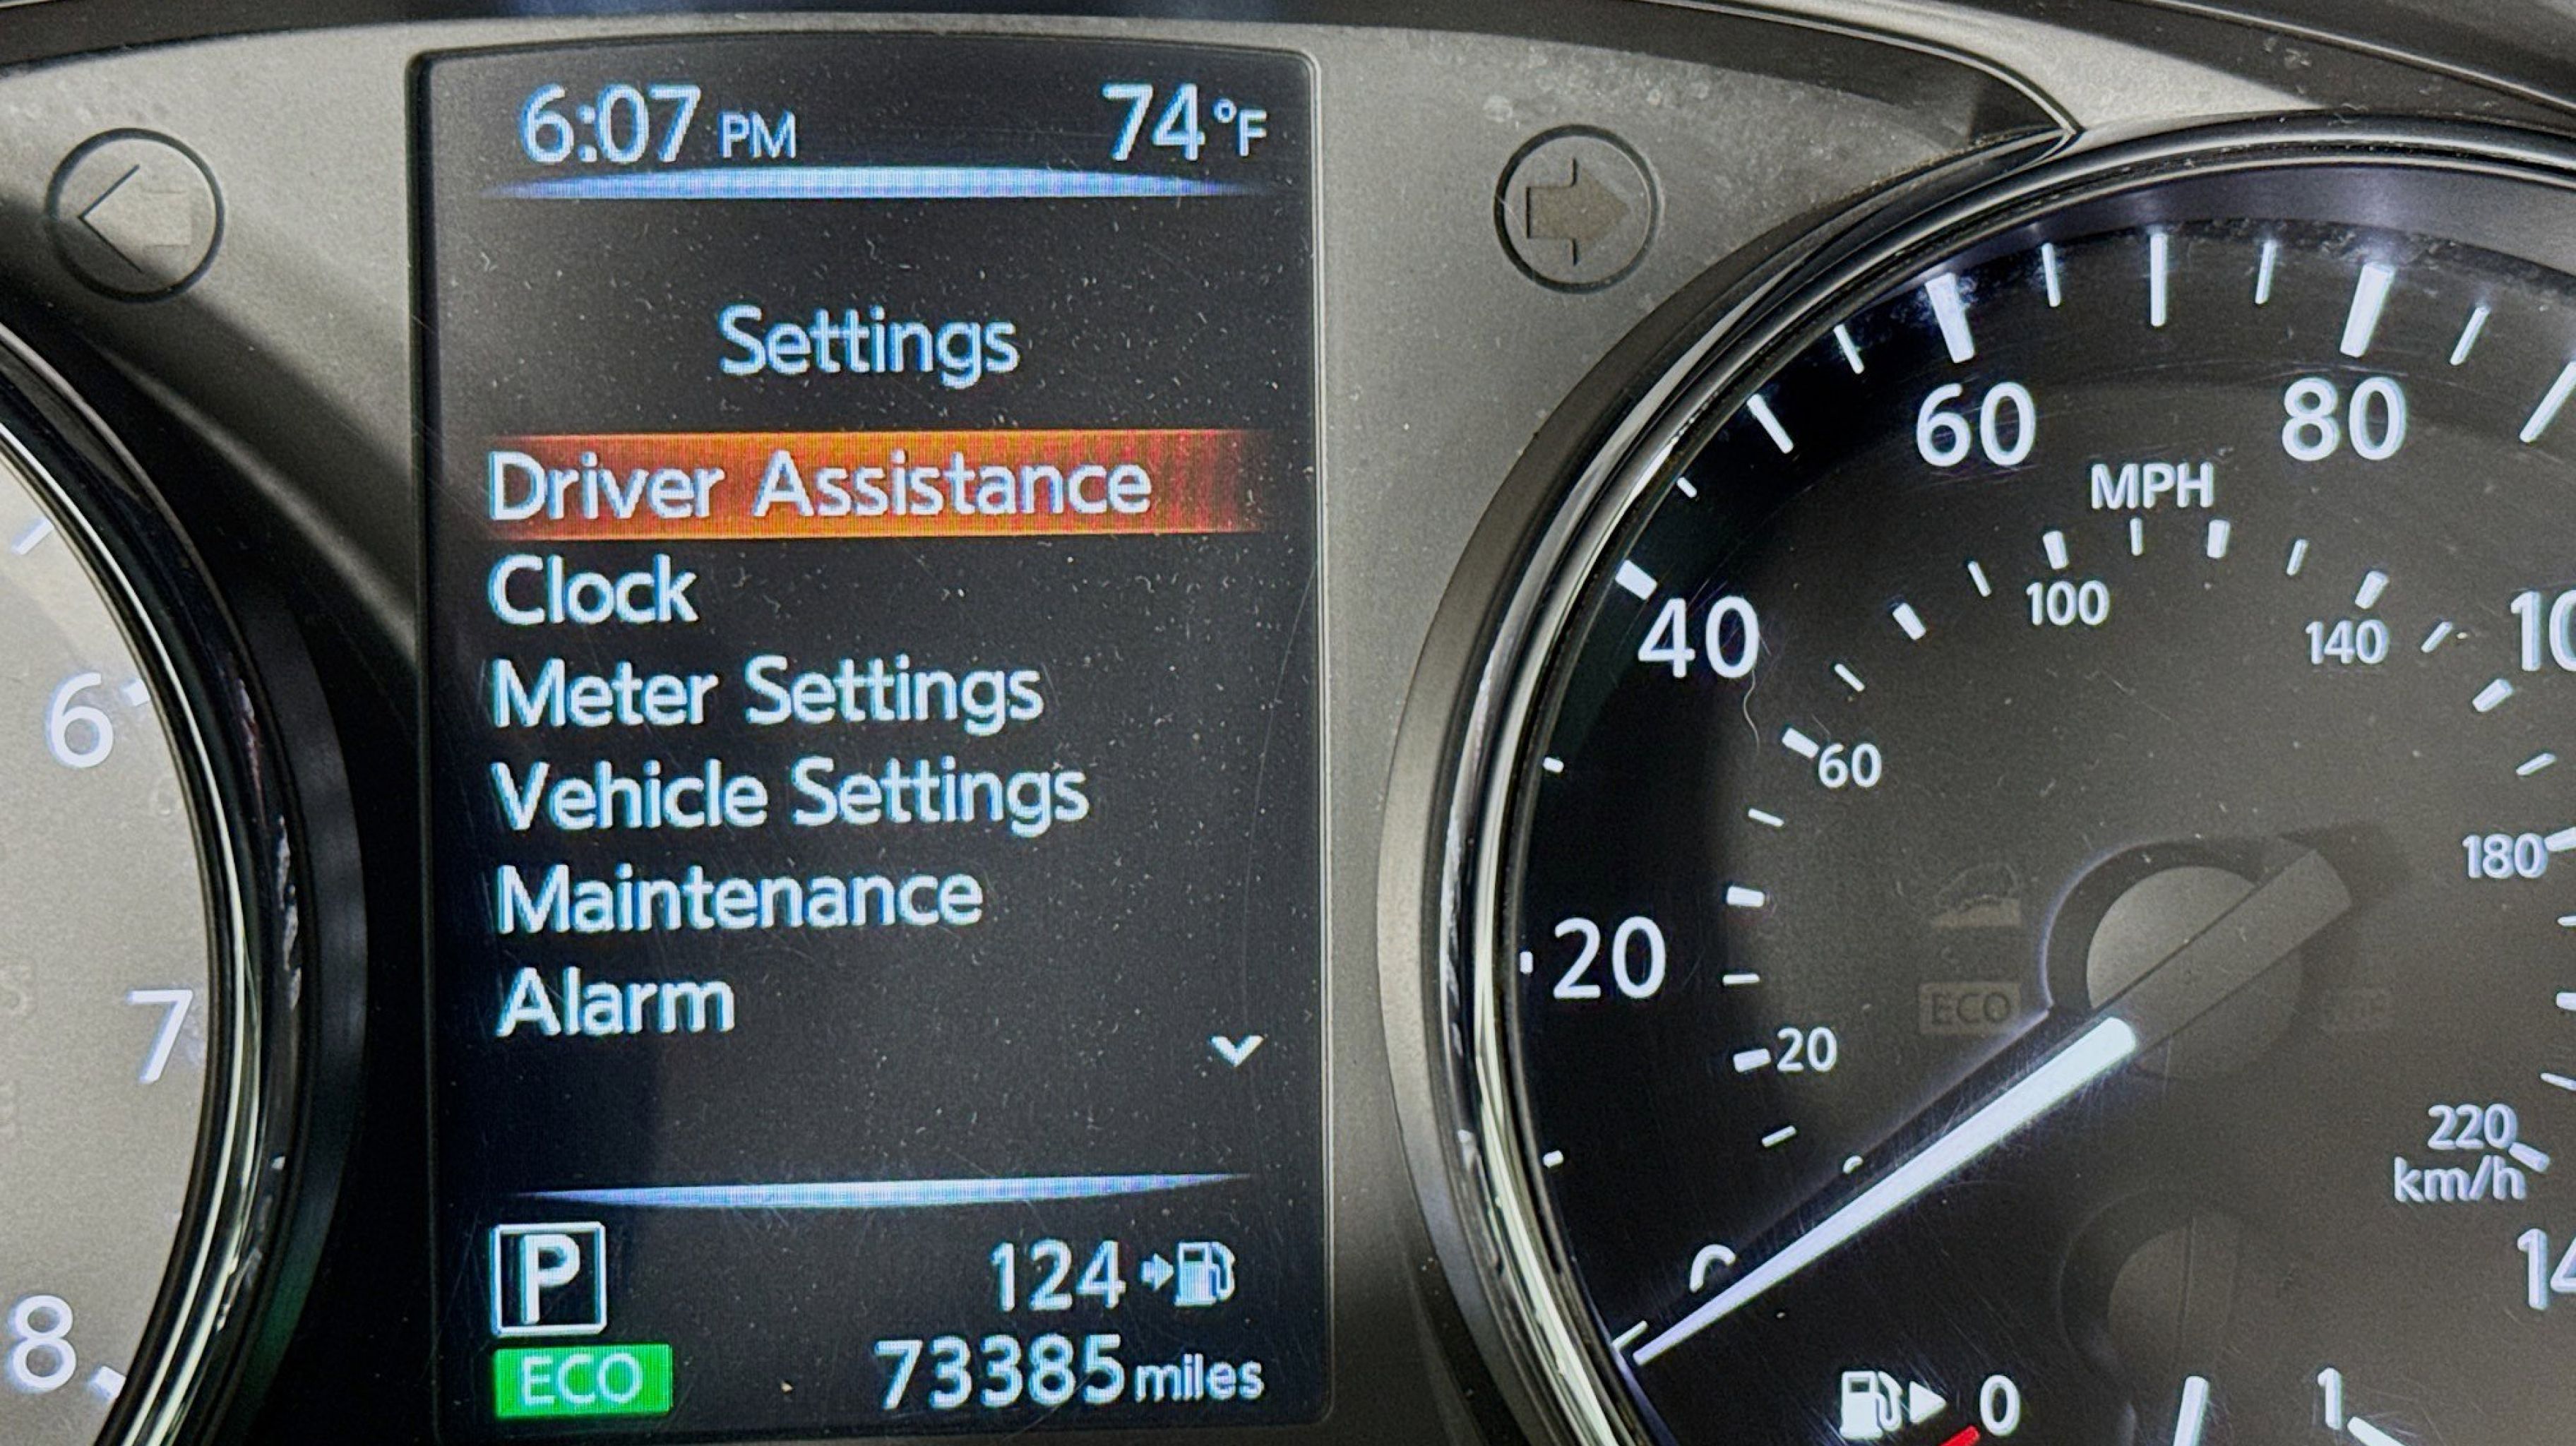 6:07 PM 74°F
Settings
Driver Assistance
Clock
Meter Settings
Vehicle Settings
Maintenance
Alarm
P 124
ECO 73385 miles
6
7
8
60 80
MPH
40 100 140
60
180
20
ECO
20
220
km/h
0 1